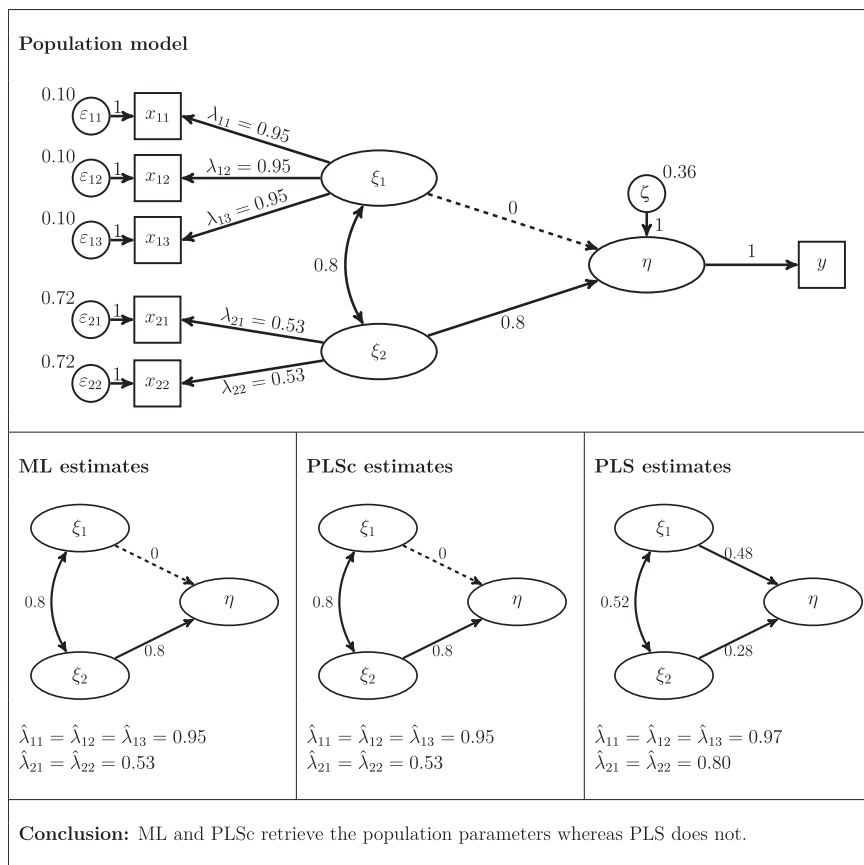 Population model
0.10
ε₁₁ 1 x₁₁
λ₁₁ = 0.95
0.10
ε₁₂ 1 x₁₂
λ₁₂ = 0.95
ξ₁
0.10
ε₁₃ 1 x₁₃
λ₁₃ = 0.95
0
0.36
ζ
1
0.8
η 1 y
0.72
ε₂₁ 1 x₂₁
λ₂₁ = 0.53
0.8
ξ₂
0.72
ε₂₂ 1 x₂₂
λ₂₂ = 0.53
ML estimates
ξ₁
0
0.8
η
0.8
ξ₂
λ̂₁₁ = λ̂₁₂ = λ̂₁₃ = 0.95
λ̂₂₁ = λ̂₂₂ = 0.53
PLSc estimates
ξ₁
0
0.8
η
0.8
ξ₂
λ̂₁₁ = λ̂₁₂ = λ̂₁₃ = 0.95
λ̂₂₁ = λ̂₂₂ = 0.53
PLS estimates
ξ₁
0.48
0.52
η
0.28
ξ₂
λ̂₁₁ = λ̂₁₂ = λ̂₁₃ = 0.97
λ̂₂₁ = λ̂₂₂ = 0.80
Conclusion: ML and PLSc retrieve the population parameters whereas PLS does not.